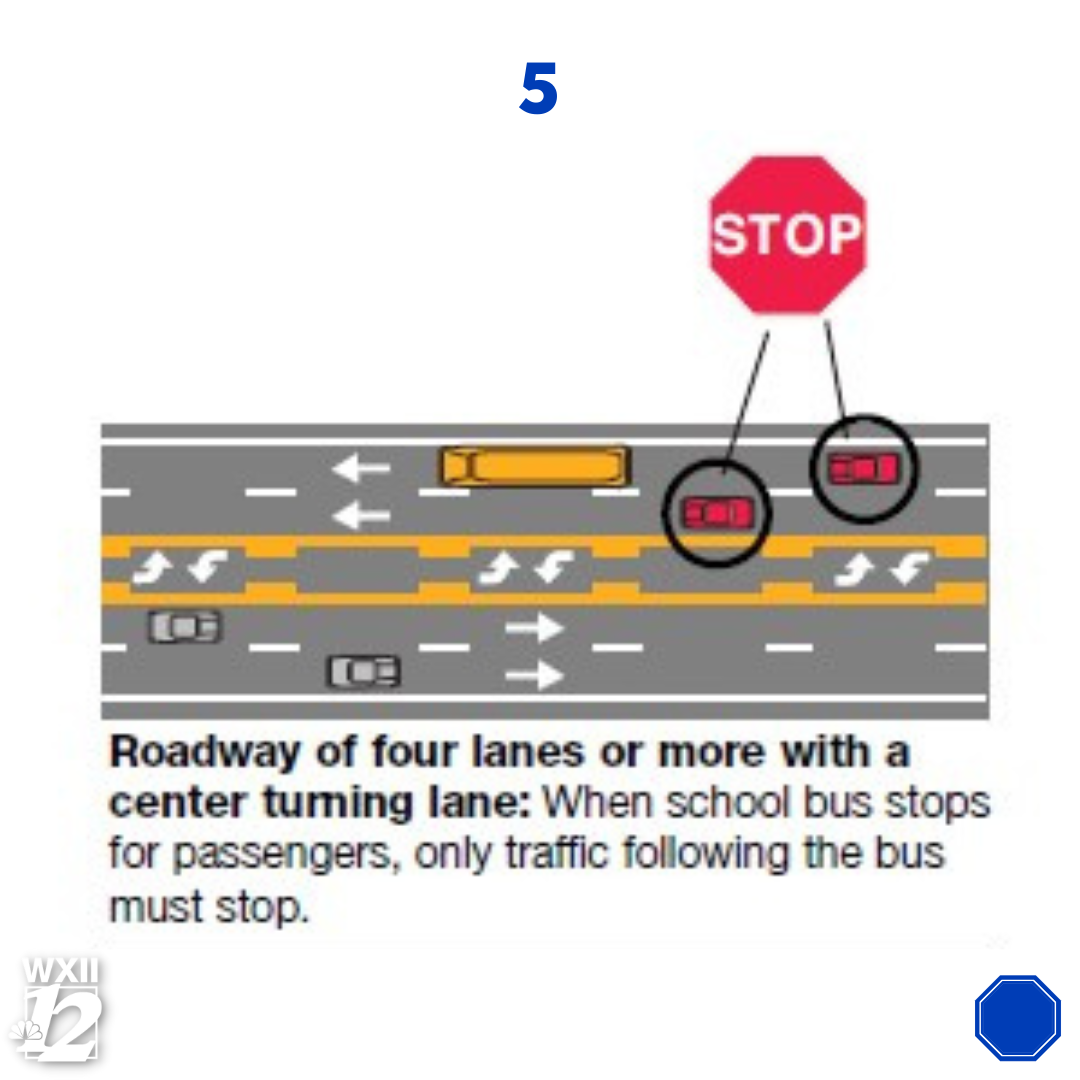 5
STOP
Roadway of four lanes or more with a
center turning lane: When school bus stops
for passengers, only traffic following the bus
must stop.
WXII
12